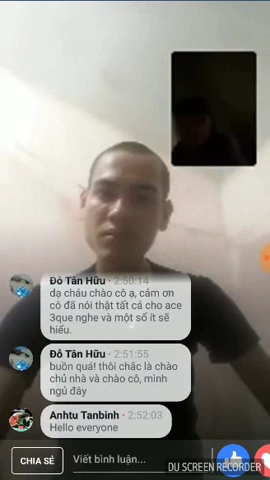 Đỗ Tân Hữu · 2:50:14
dạ cháu chào cô ạ, cám ơn
cô đã nói thật tất cả cho ace
3que nghe và một số ít sẽ
hiểu.
Đỗ Tân Hữu · 2:51:55
buồn quá! thôi chắc là chào
chủ nhà và chào cô, mình
ngủ đây
Anhtu Tanbinh · 2:52:03
Hello everyone
CHIA SẺ
Viết bình luận...
DU SCREEN RECORDER